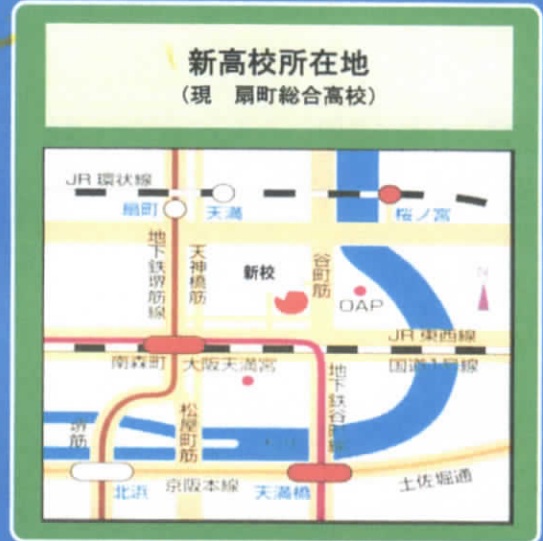 新高校所在地
(現 扇町総合高校)
JR 環状線
扇町
天満
桜ノ宮
地下鉄堺筋線
天神橋筋
新校
谷町筋
OAP
N
JR 東西線
南森町
大阪天満宮
国道1号線
地下鉄谷町線
堺筋
松屋町筋
北浜
京阪本線
天満橋
土佐堀通